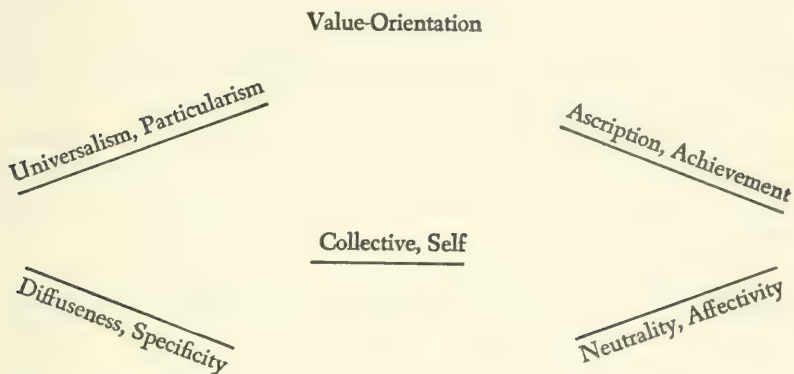 Value-Orientation
Universalism, Particularism
Ascription, Achievement
Collective, Self
Diffuseness, Specificity
Neutrality, Affectivity